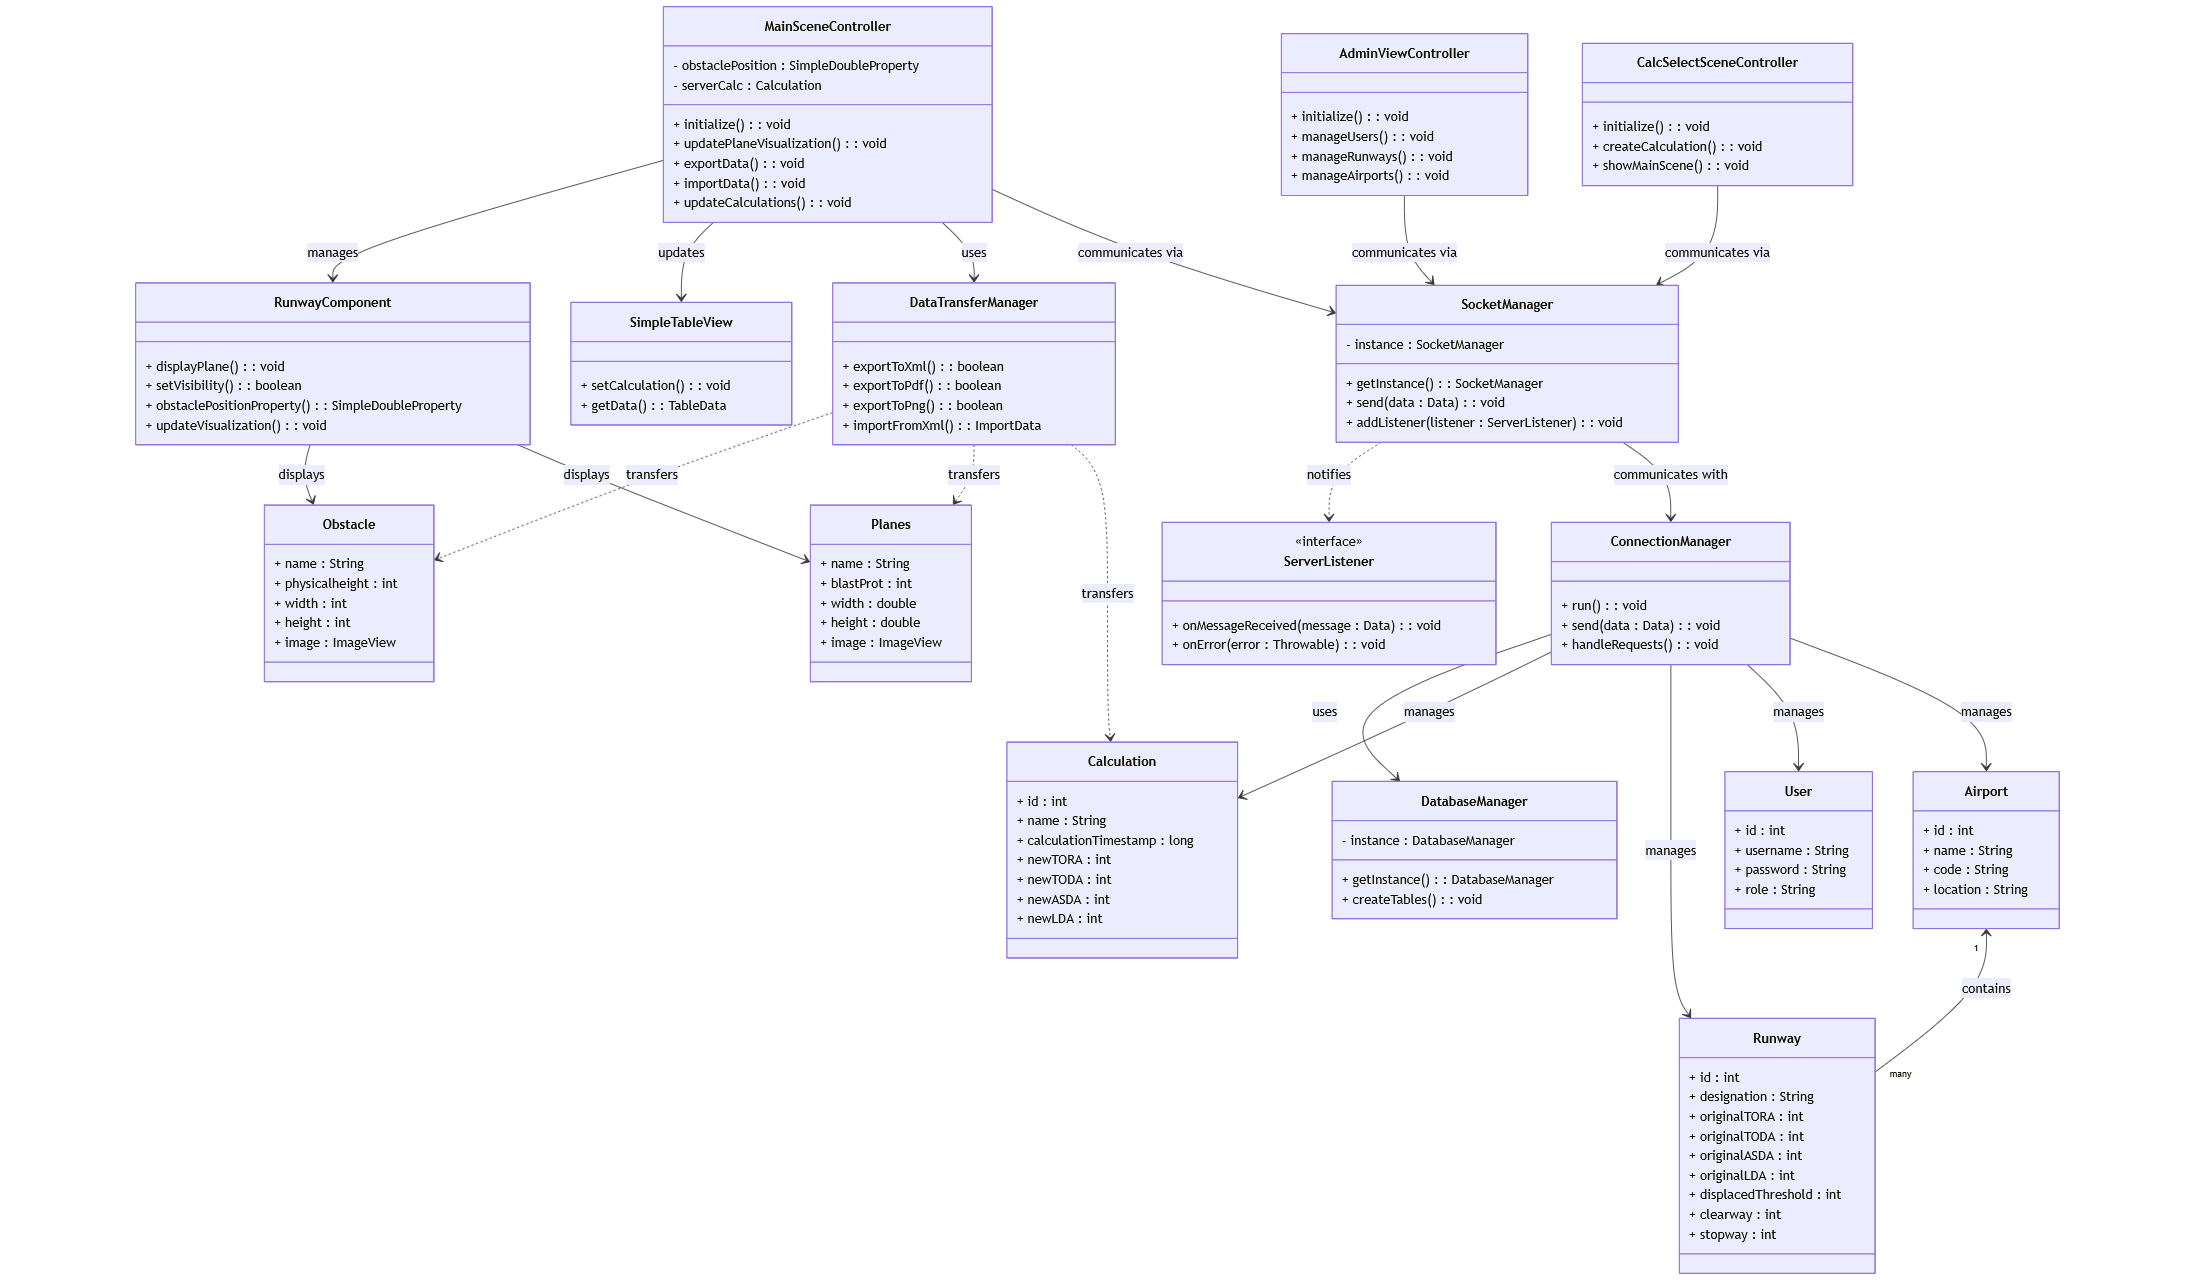 MainSceneController
- obstaclePosition : SimpleDoubleProperty
- serverCalc : Calculation
+ initialize() : : void
+ updatePlaneVisualization() : : void
+ exportData() : : void
+ importData() : : void
+ updateCalculations() : : void
AdminViewController
+ initialize() : : void
+ manageUsers() : : void
+ manageRunways() : : void
+ manageAirports() : : void
CalcSelectSceneController
+ initialize() : : void
+ createCalculation() : : void
+ showMainScene() : : void
manages
updates
uses
communicates via
communicates via
communicates via
RunwayComponent
+ displayPlane() : : void
+ setVisibility() : : boolean
+ obstaclePositionProperty() : : SimpleDoubleProperty
+ updateVisualization() : : void
SimpleTableView
+ setCalculation() : : void
+ getData() : : TableData
DataTransferManager
+ exportToXml() : : boolean
+ exportToPdf() : : boolean
+ exportToPng() : : boolean
+ importFromXml() : : ImportData
SocketManager
- instance : SocketManager
+ getInstance() : : SocketManager
+ send(data : Data) : : void
+ addListener(listener : ServerListener) : : void
displays
displays
transfers
transfers
notifies
communicates with
Obstacle
+ name : String
+ physicalheight : int
+ width : int
+ height : int
+ image : ImageView
Planes
+ name : String
+ blastProt : int
+ width : double
+ height : double
+ image : ImageView
transfers
«interface»
ServerListener
+ onMessageReceived(message : Data) : : void
+ onError(error : Throwable) : : void
ConnectionManager
+ run() : : void
+ send(data : Data) : : void
+ handleRequests() : : void
uses
manages
manages
manages
Calculation
+ id : int
+ name : String
+ calculationTimestamp : long
+ newTORA : int
+ newTODA : int
+ newASDA : int
+ newLDA : int
DatabaseManager
- instance : DatabaseManager
+ getInstance() : : DatabaseManager
+ createTables() : : void
manages
User
+ id : int
+ username : String
+ password : String
+ role : String
Airport
+ id : int
+ name : String
+ code : String
+ location : String
1
contains
many
Runway
+ id : int
+ designation : String
+ originalTORA : int
+ originalTODA : int
+ originalASDA : int
+ originalLDA : int
+ displacedThreshold : int
+ clearway : int
+ stopway : int